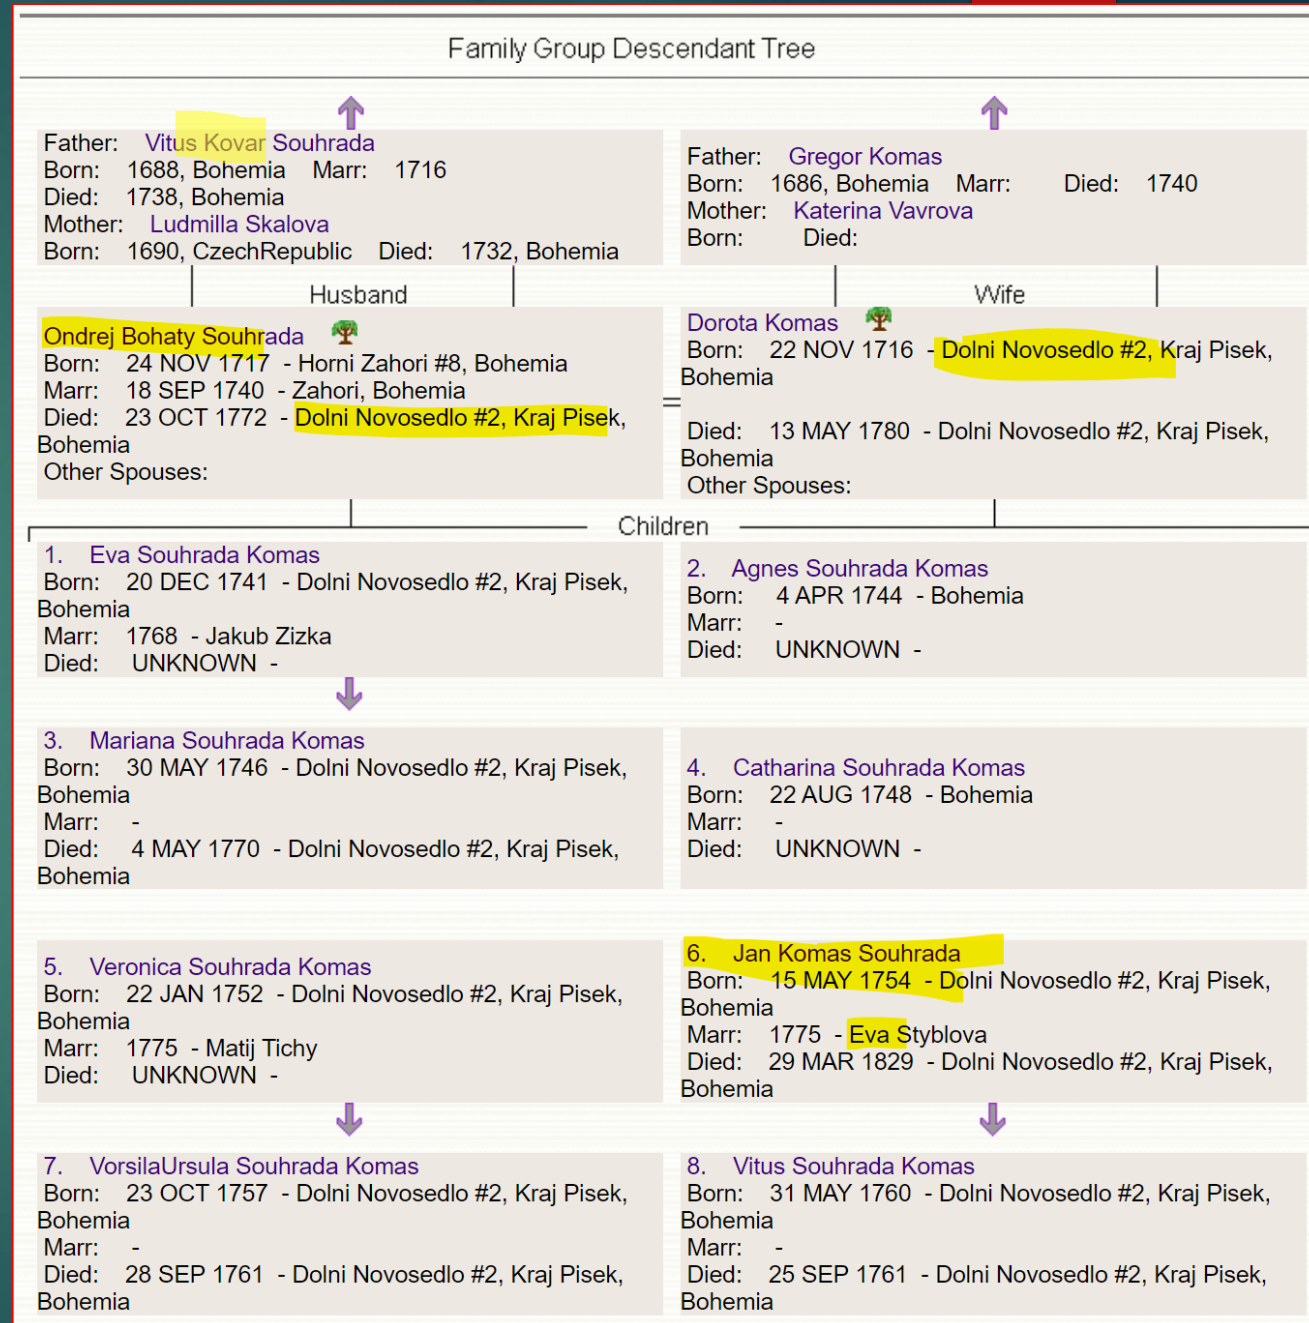 Family Group Descendant Tree
Father: Vitus Kovar Souhrada
Born: 1688, Bohemia Marr: 1716
Died: 1738, Bohemia
Mother: Ludmilla Skalova
Born: 1690, CzechRepublic Died: 1732, Bohemia
Father: Gregor Komas
Born: 1686, Bohemia Marr: Died: 1740
Mother: Katerina Vavrova
Born: Died:
Husband
Ondrej Bohaty Souhrada
Born: 24 NOV 1717 - Horni Zahori #8, Bohemia
Marr: 18 SEP 1740 - Zahori, Bohemia
Died: 23 OCT 1772 - Dolni Novosedlo #2, Kraj Pisek,
Bohemia
Other Spouses:
=
Wife
Dorota Komas
Born: 22 NOV 1716 - Dolni Novosedlo #2, Kraj Pisek,
Bohemia
Died: 13 MAY 1780 - Dolni Novosedlo #2, Kraj Pisek,
Bohemia
Other Spouses:
Children
1. Eva Souhrada Komas
Born: 20 DEC 1741 - Dolni Novosedlo #2, Kraj Pisek,
Bohemia
Marr: 1768 - Jakub Zizka
Died: UNKNOWN -
2. Agnes Souhrada Komas
Born: 4 APR 1744 - Bohemia
Marr: -
Died: UNKNOWN -
3. Mariana Souhrada Komas
Born: 30 MAY 1746 - Dolni Novosedlo #2, Kraj Pisek,
Bohemia
Marr: -
Died: 4 MAY 1770 - Dolni Novosedlo #2, Kraj Pisek,
Bohemia
4. Catharina Souhrada Komas
Born: 22 AUG 1748 - Bohemia
Marr: -
Died: UNKNOWN -
5. Veronica Souhrada Komas
Born: 22 JAN 1752 - Dolni Novosedlo #2, Kraj Pisek,
Bohemia
Marr: 1775 - Matij Tichy
Died: UNKNOWN -
6. Jan Komas Souhrada
Born: 15 MAY 1754 - Dolni Novosedlo #2, Kraj Pisek,
Bohemia
Marr: 1775 - Eva Styblova
Died: 29 MAR 1829 - Dolni Novosedlo #2, Kraj Pisek,
Bohemia
7. VorsilaUrsula Souhrada Komas
Born: 23 OCT 1757 - Dolni Novosedlo #2, Kraj Pisek,
Bohemia
Marr: -
Died: 28 SEP 1761 - Dolni Novosedlo #2, Kraj Pisek,
Bohemia
8. Vitus Souhrada Komas
Born: 31 MAY 1760 - Dolni Novosedlo #2, Kraj Pisek,
Bohemia
Marr: -
Died: 25 SEP 1761 - Dolni Novosedlo #2, Kraj Pisek,
Bohemia